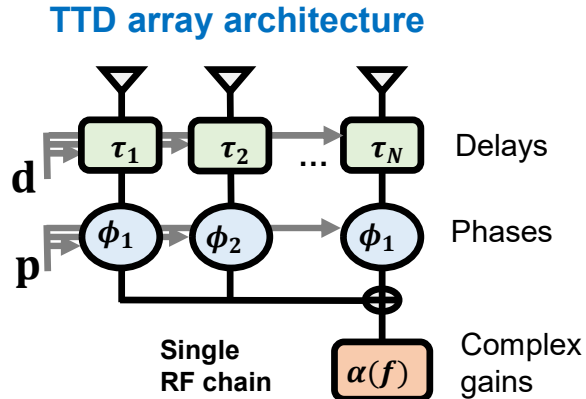 TTD array architecture
τ1 τ2 ... τN Delays
d
ϕ1 ϕ2 ϕ1 Phases
p
Single
RF chain
α(f)
Complex
gains